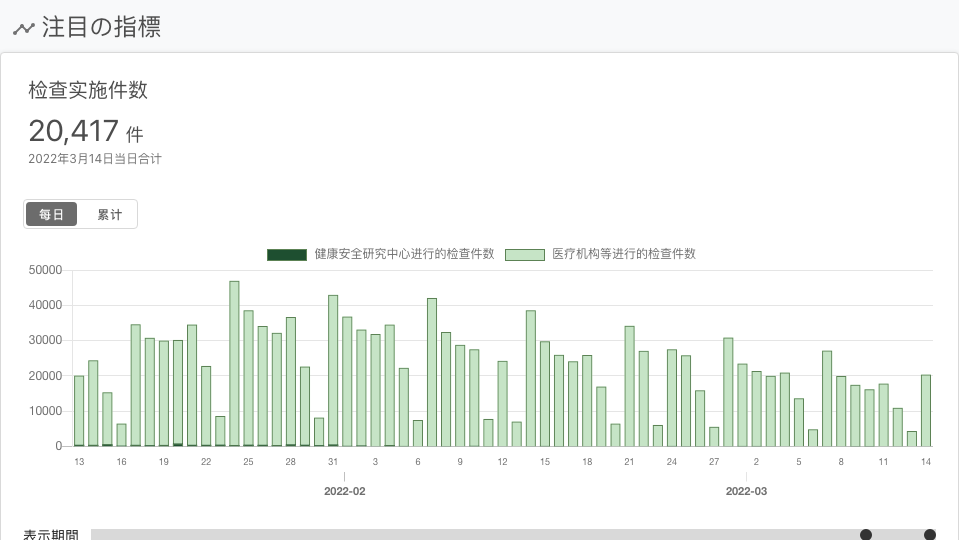 注目の指標
检查实施件数
20,417 件
2022年3月14日当日合计
每日 累计
健康安全研究中心进行的检查件数 医疗机构等进行的检查件数
50000
40000
30000
20000
10000
0
13 16 19 22 25 28 31 3 6 9 12 15 18 21 24 27 2 5 8 11 14
2022-02 2022-03
表示期間